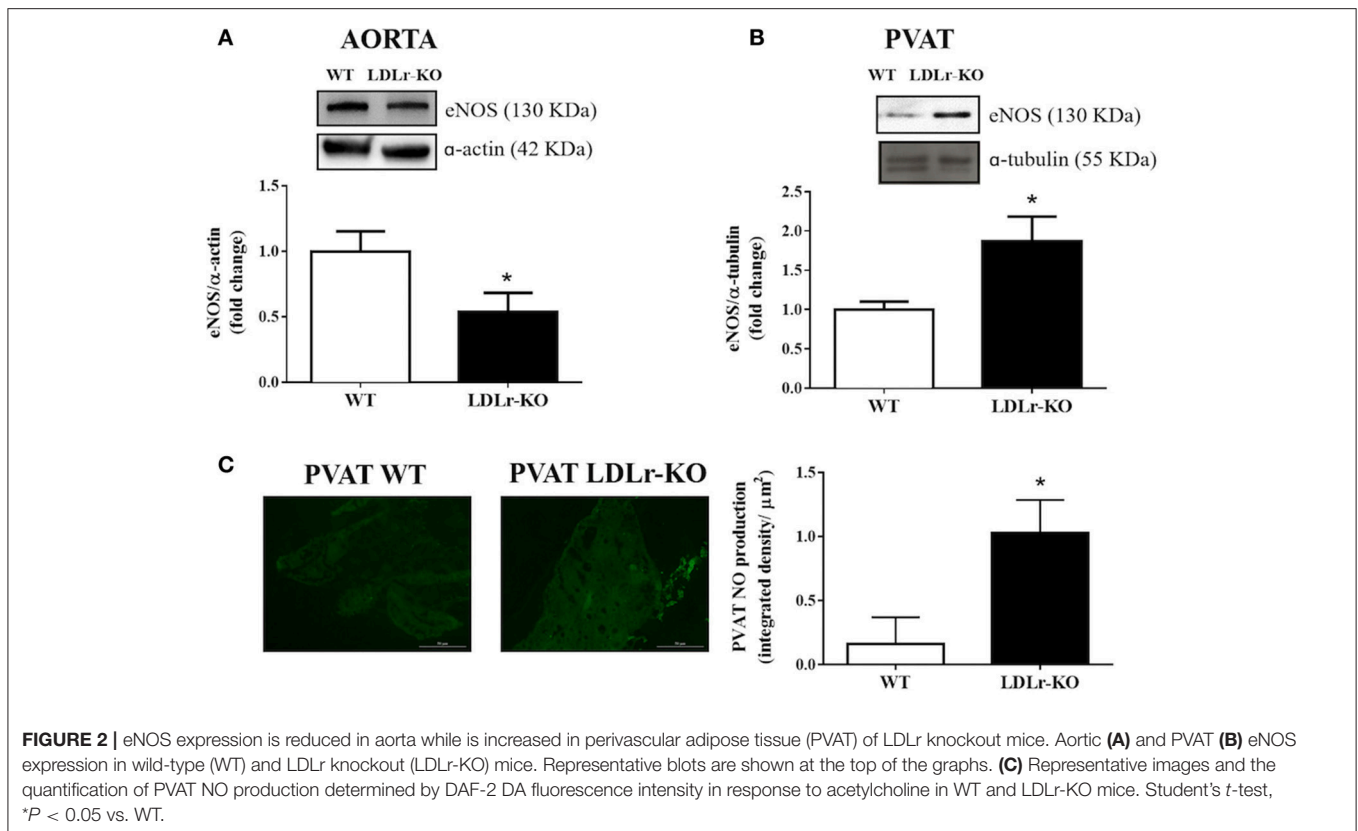 A
AORTA
WT LDLr-KO
eNOS (130 KDa)
α-actin (42 KDa)
eNOS/α-actin
(fold change)
1.5
1.0
0.5
0.0
*
WT LDLr-KO
B
PVAT
WT LDLr-KO
eNOS (130 KDa)
α-tubulin (55 KDa)
eNOS/α-tubulin
(fold change)
2.5
2.0
1.5
1.0
0.5
0.0
*
WT LDLr-KO
C
PVAT WT
PVAT LDLr-KO
PVAT NO production
(integrated density/ μm²)
1.5
1.0
0.5
0.0
*
WT LDLr-KO
FIGURE 2 | eNOS expression is reduced in aorta while is increased in perivascular adipose tissue (PVAT) of LDLr knockout mice. Aortic (A) and PVAT (B) eNOS
expression in wild-type (WT) and LDLr knockout (LDLr-KO) mice. Representative blots are shown at the top of the graphs. (C) Representative images and the
quantification of PVAT NO production determined by DAF-2 DA fluorescence intensity in response to acetylcholine in WT and LDLr-KO mice. Student's t-test,
*P < 0.05 vs. WT.